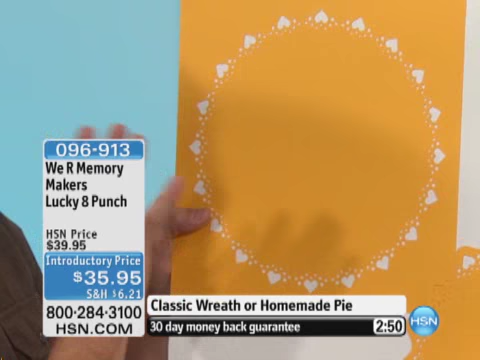 096-913
We R Memory
Makers
Lucky 8 Punch
HSN Price
$39.95
Introductory Price
$35.95
S&H $6.21
800-284-3100
HSN.COM
Classic Wreath or Homemade Pie
30 day money back guarantee
2:50
HSN